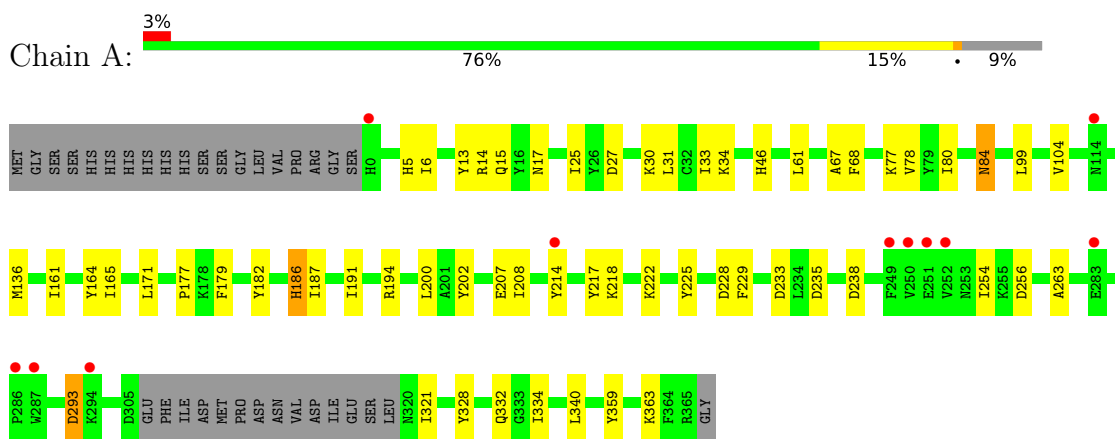 3%
Chain A:
76% 15% • 9%
MET GLY SER SER HIS HIS HIS HIS HIS HIS SER SER GLY LEU VAL PRO ARG GLY SER H0 H5 I6 Y13 R14 Q15 Y16 N17 I25 Y26 D27 K30 L31 C32 I33 K34 H46 L61 A67 F68 K77 V78 Y79 I80 N84 L99 V104 N114
M136 I161 Y164 I165 L171 P177 K178 F179 Y182 H186 I187 I191 R194 L200 A201 Y202 E207 I208 Y214 Y217 K218 K222 Y225 D228 F229 D233 L234 D235 D238 F249 V250 E251 V252 N253 I254 K255 D256 A263 E283
P286 W287 D293 K294 D305 GLU PHE ILE ASP MET PRO ASP ASN VAL ASP ILE GLU SER LEU N320 I321 Y328 Q332 G333 I334 L340 Y359 K363 F364 R365 GLY